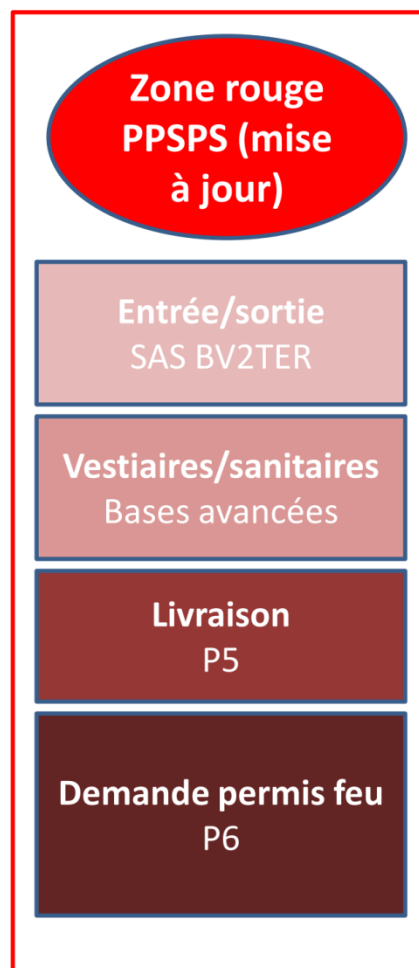 Zone rouge
PPSPS (mise
à jour)
Entrée/sortie
SAS BV2TER
Vestiaires/sanitaires
Bases avancées
Livraison
P5
Demande permis feu
P6